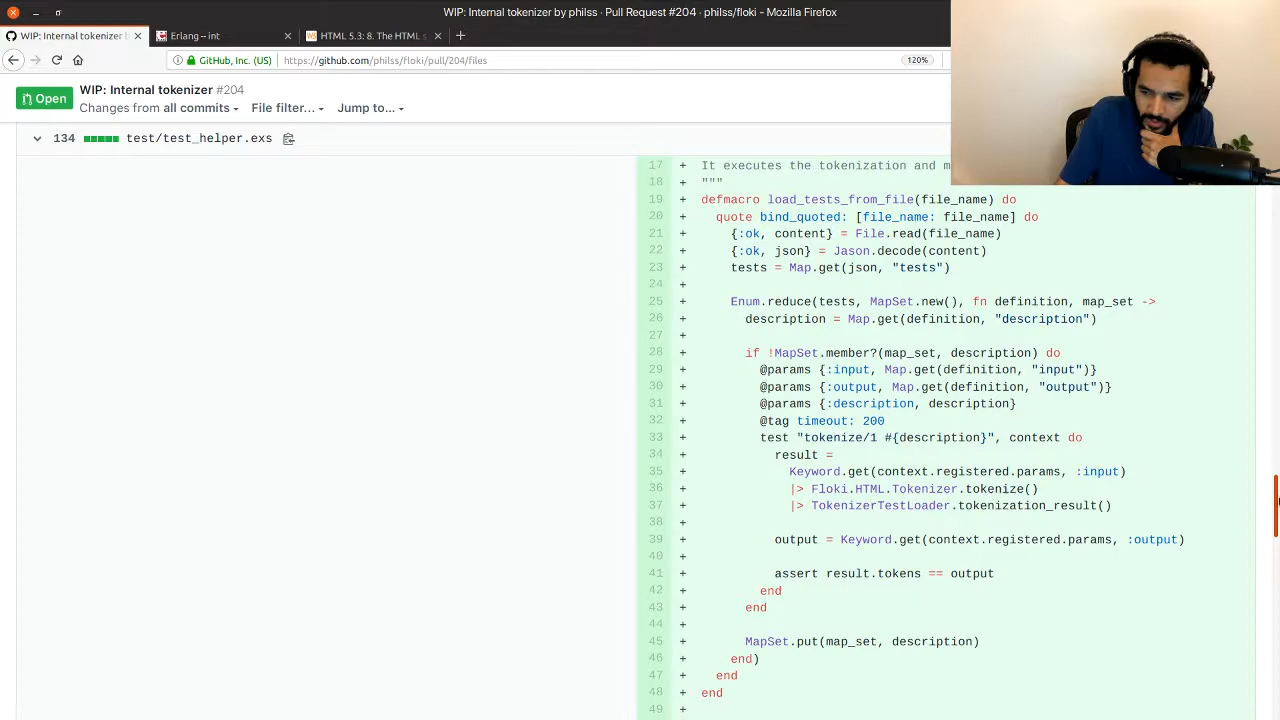 WIP: Internal tokenizer by philss · Pull Request #204 · philss/floki - Mozilla Firefox
WIP: Internal tokenizer b
Erlang -- int
HTML 5.3: 8. The HTML s
GitHub, Inc. (US)
https://github.com/philss/floki/pull/204/files
120%
Open
WIP: Internal tokenizer #204
Changes from all commits
File filter...
Jump to...
134 test/test_helper.exs
17 + It executes the tokenization and m
18 + """
19 + defmacro load_tests_from_file(file_name) do
20 + quote bind_quoted: [file_name: file_name] do
21 + {:ok, content} = File.read(file_name)
22 + {:ok, json} = Jason.decode(content)
23 + tests = Map.get(json, "tests")
24 +
25 + Enum.reduce(tests, MapSet.new(), fn definition, map_set ->
26 + description = Map.get(definition, "description")
27 +
28 + if !MapSet.member?(map_set, description) do
29 + @params {:input, Map.get(definition, "input")}
30 + @params {:output, Map.get(definition, "output")}
31 + @params {:description, description}
32 + @tag timeout: 200
33 + test "tokenize/1 #{description}", context do
34 + result =
35 + Keyword.get(context.registered.params, :input)
36 + |> Floki.HTML.Tokenizer.tokenize()
37 + |> TokenizerTestLoader.tokenization_result()
38 +
39 + output = Keyword.get(context.registered.params, :output)
40 +
41 + assert result.tokens == output
42 + end
43 + end
44 +
45 + MapSet.put(map_set, description)
46 + end)
47 + end
48 + end
49 +